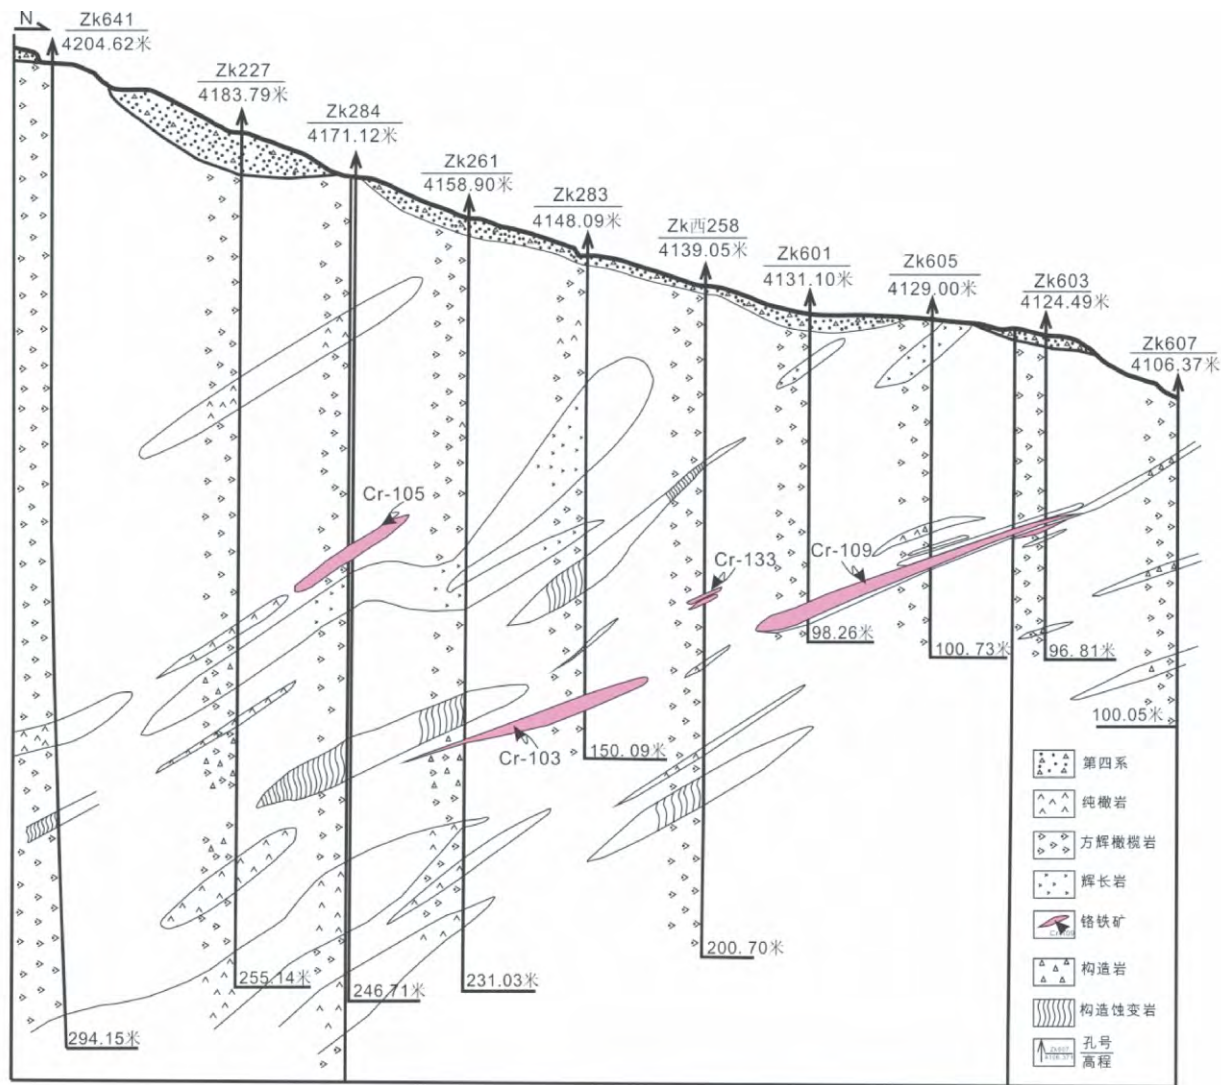 N
Zk641
4204.62米
Zk227
4183.79米
Zk284
4171.12米
Zk261
4158.90米
Zk283
4148.09米
Zk西258
4139.05米
Zk601
4131.10米
Zk605
4129.00米
Zk603
4124.49米
Zk607
4106.37米
Cr-105
Cr-133
Cr-109
Cr-103
98.26米
100.73米
96.81米
100.05米
150.09米
200.70米
231.03米
246.71米
255.14米
294.15米
第四系
纯橄岩
方辉橄榄岩
辉长岩
铬铁矿
构造岩
构造蚀变岩
Zk607
孔号
高程